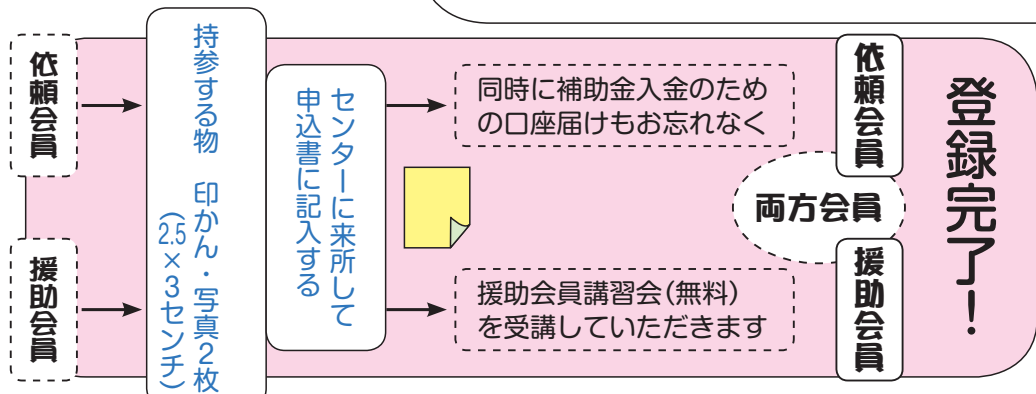 依頼会員
援助会員
持参する物 印かん・写真2枚
(2.5×3センチ)
センターに来所して
申込書に記入する
同時に補助金入金のため
の口座届けもお忘れなく
援助会員講習会(無料)
を受講していただきます
依頼会員
両方会員
援助会員
登録完了!